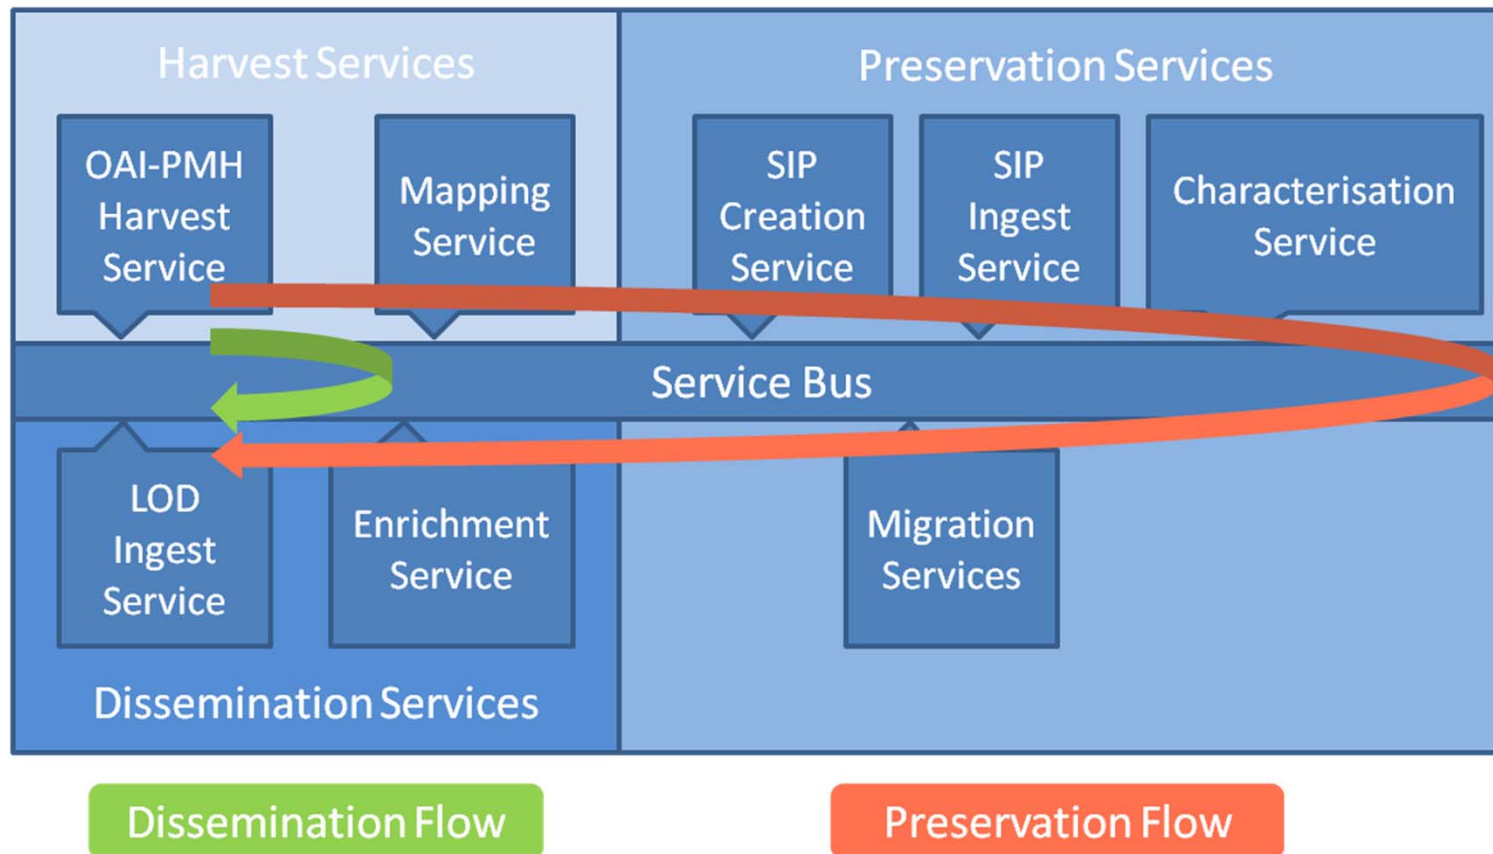 Harvest Services
Preservation Services
OAI-PMH
Harvest
Service
Mapping
Service
SIP
Creation
Service
SIP
Ingest
Service
Characterisation
Service
Service Bus
LOD
Ingest
Service
Enrichment
Service
Migration
Services
Dissemination Services
Dissemination Flow
Preservation Flow